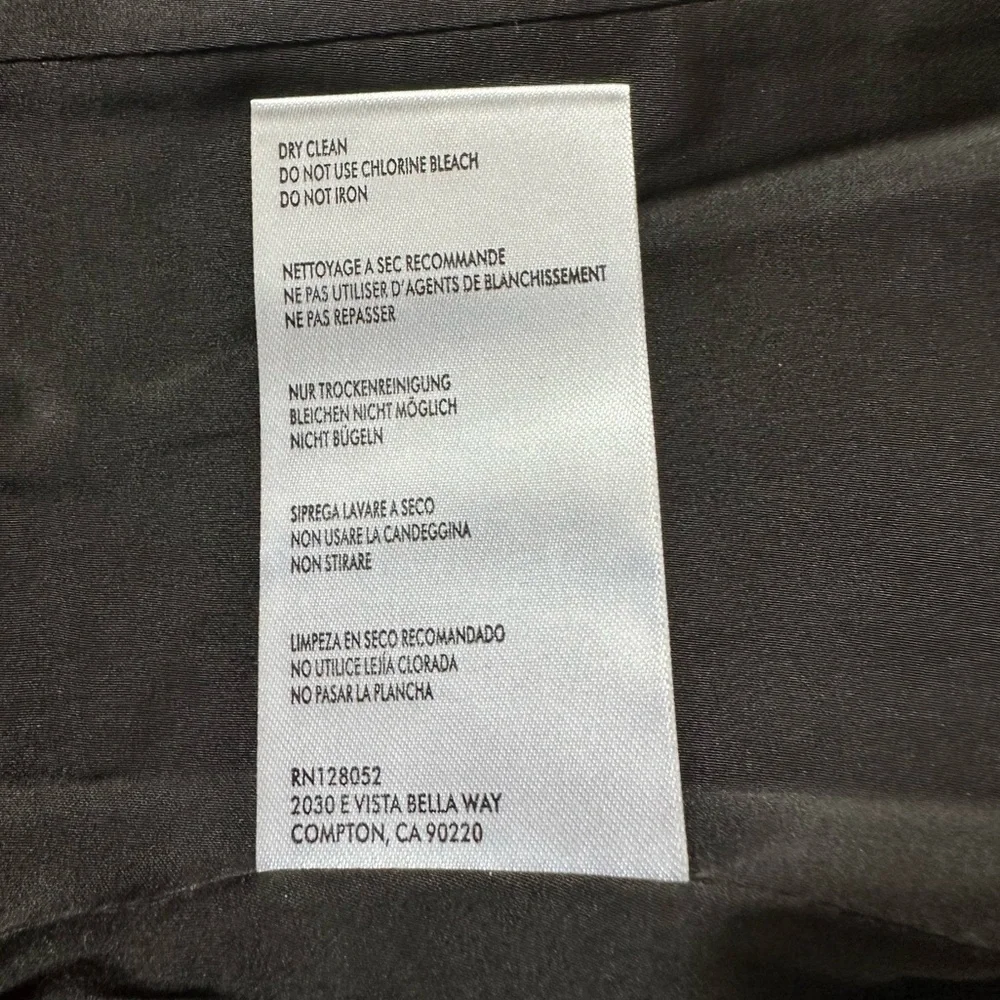 DRY CLEAN
DO NOT USE CHLORINE BLEACH
DO NOT IRON
NETTOYAGE A SEC RECOMMANDE
NE PAS UTILISER D'AGENTS DE BLANCHISSEMENT
NE PAS REPASSER
NUR TROCKENREINIGUNG
BLEICHEN NICHT MÖGLICH
NICHT BÜGELN
SIPREGA LAVARE A SECO
NON USARE LA CANDEGGINA
NON STIRARE
LIMPEZA EN SECO RECOMANDADO
NO UTILICE LEJÍA CLORADA
NO PASAR LA PLANCHA
RN128052
2030 E VISTA BELLA WAY
COMPTON, CA 90220